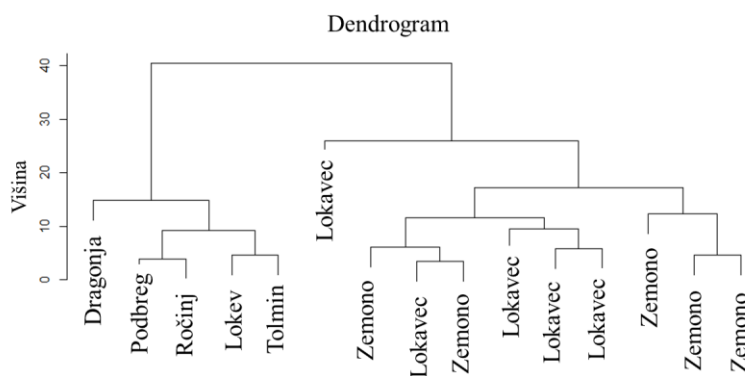 Dendrogram
Višina
40
30
20
10
0
Dragonja
Podbreg
Ročinj
Lokev
Tolmin
Lokavec
Zemono
Lokavec
Zemono
Lokavec
Lokavec
Lokavec
Zemono
Zemono
Zemono